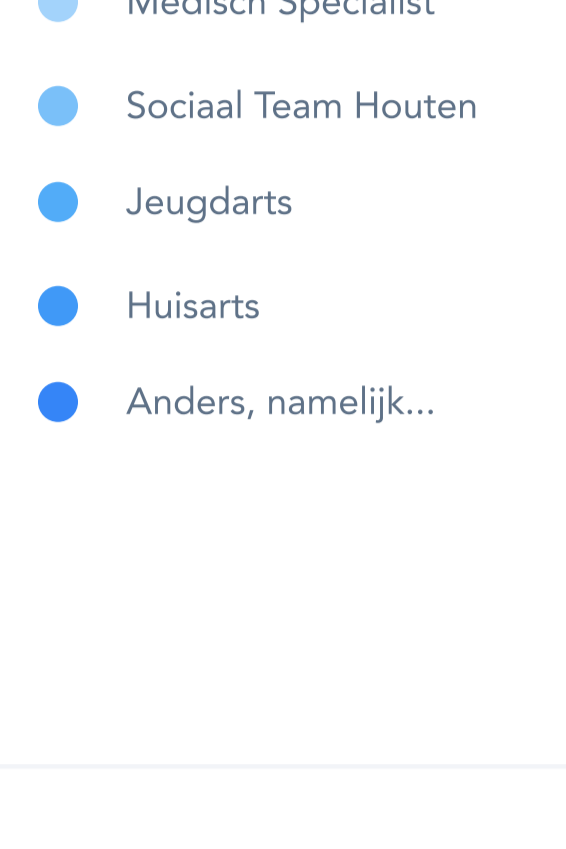 Medisch Specialist
Sociaal Team Houten
Jeugdarts
Huisarts
Anders, namelijk...